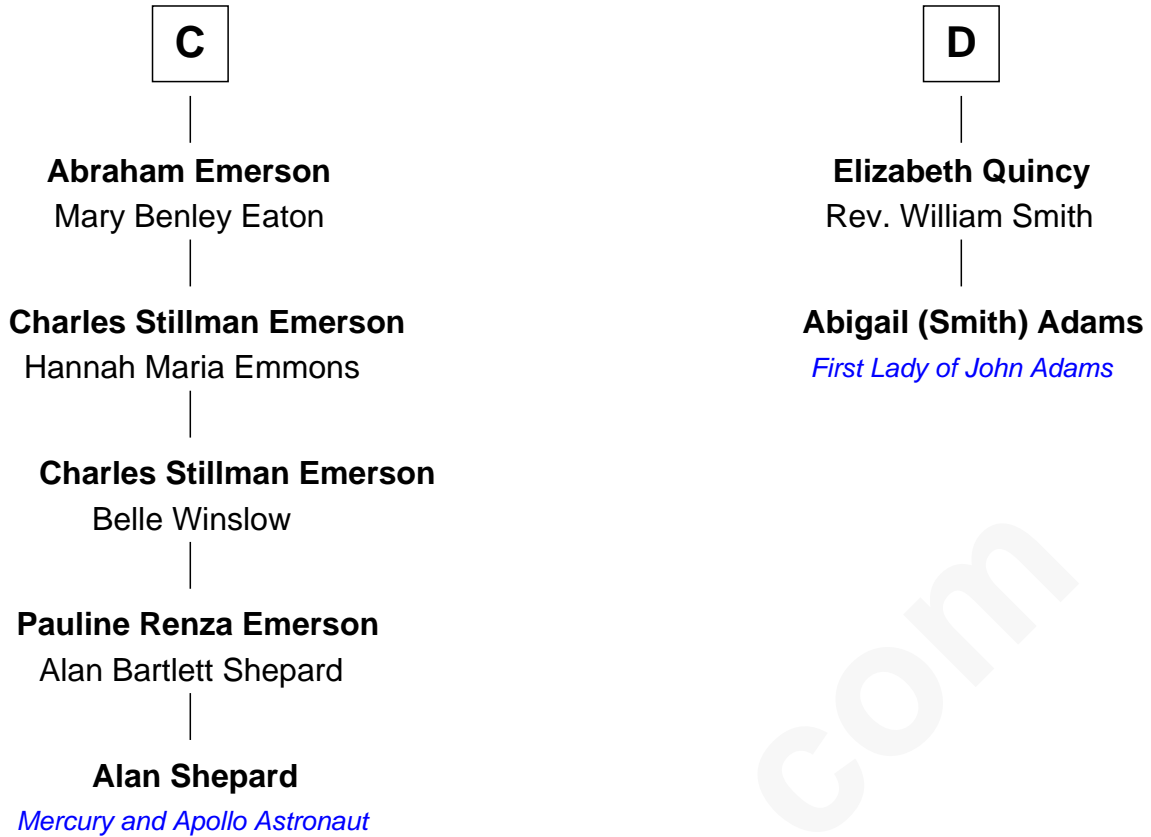 C
Abraham Emerson
Mary Benley Eaton
Charles Stillman Emerson
Hannah Maria Emmons
Charles Stillman Emerson
Belle Winslow
Pauline Renza Emerson
Alan Bartlett Shepard
Alan Shepard
Mercury and Apollo Astronaut
D
Elizabeth Quincy
Rev. William Smith
Abigail (Smith) Adams
First Lady of John Adams
com